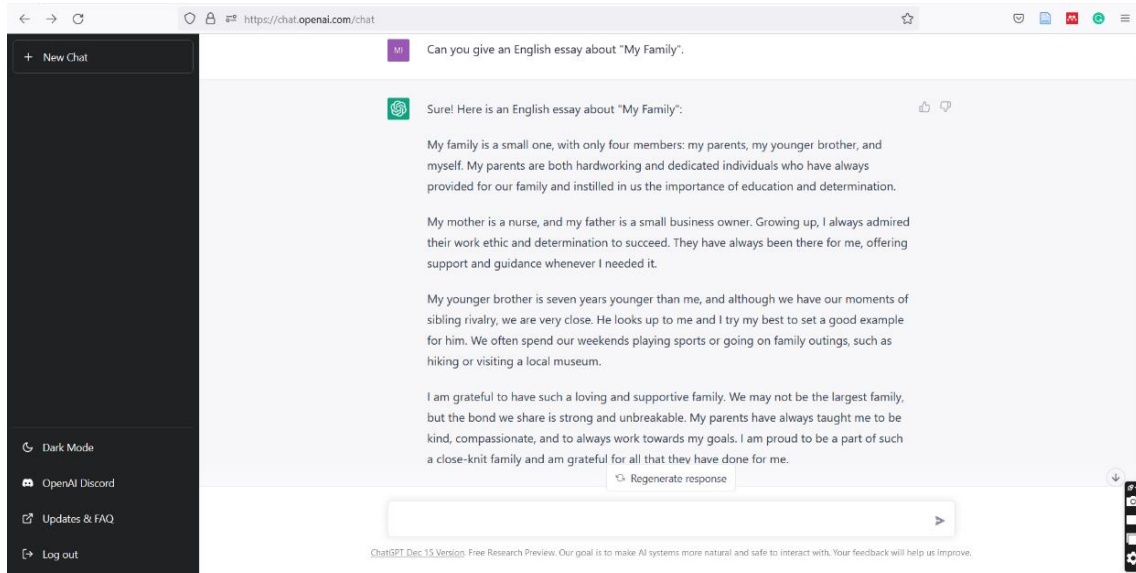 https://chat.openai.com/chat
+ New Chat
MI
Can you give an English essay about "My Family".
Sure! Here is an English essay about "My Family":
My family is a small one, with only four members: my parents, my younger brother, and
myself. My parents are both hardworking and dedicated individuals who have always
provided for our family and instilled in us the importance of education and determination.
My mother is a nurse, and my father is a small business owner. Growing up, I always admired
their work ethic and determination to succeed. They have always been there for me, offering
support and guidance whenever I needed it.
My younger brother is seven years younger than me, and although we have our moments of
sibling rivalry, we are very close. He looks up to me and I try my best to set a good example
for him. We often spend our weekends playing sports or going on family outings, such as
hiking or visiting a local museum.
I am grateful to have such a loving and supportive family. We may not be the largest family,
but the bond we share is strong and unbreakable. My parents have always taught me to be
kind, compassionate, and to always work towards my goals. I am proud to be a part of such
a close-knit family and am grateful for all that they have done for me.
Regenerate response
Dark Mode
OpenAI Discord
Updates & FAQ
Log out
ChatGPT Dec 15 Version. Free Research Preview. Our goal is to make AI systems more natural and safe to interact with. Your feedback will help us improve.